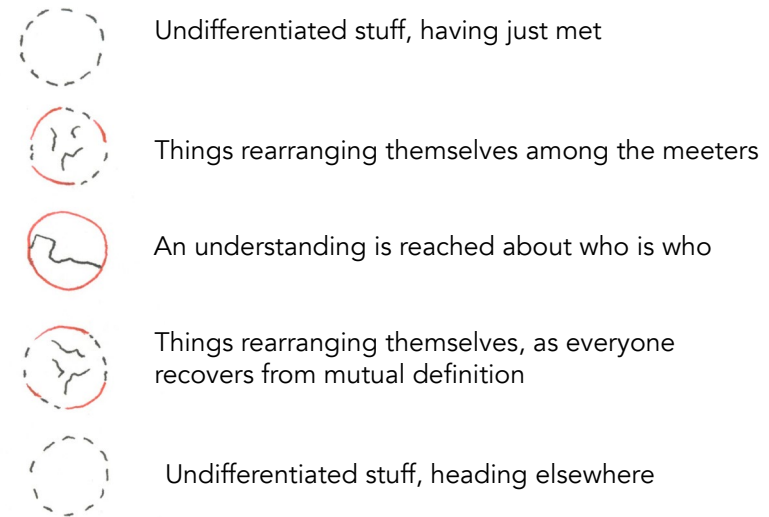 Undifferentiated stuff, having just met
Things rearranging themselves among the meeters
An understanding is reached about who is who
Things rearranging themselves, as everyone
recovers from mutual definition
Undifferentiated stuff, heading elsewhere